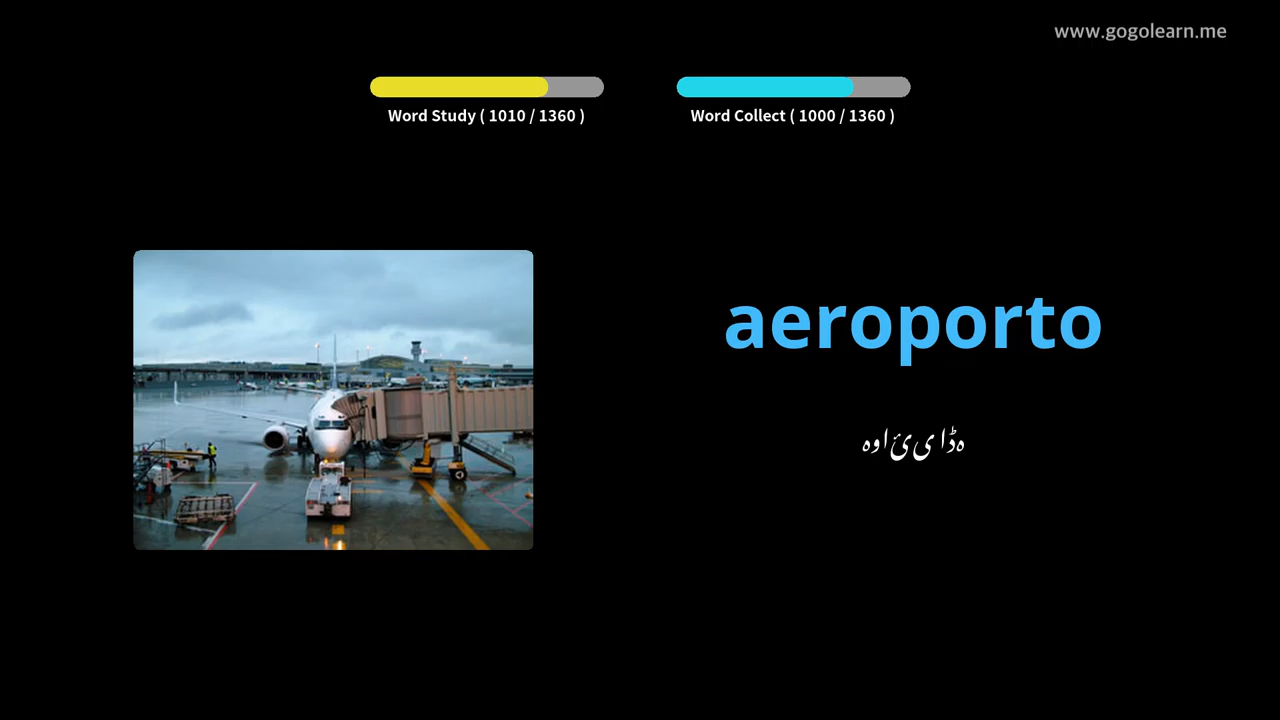 www.gogolearn.me
Word Study ( 1010 / 1360 )
Word Collect ( 1000 / 1360 )
aeroporto
ہوائی اڈہ